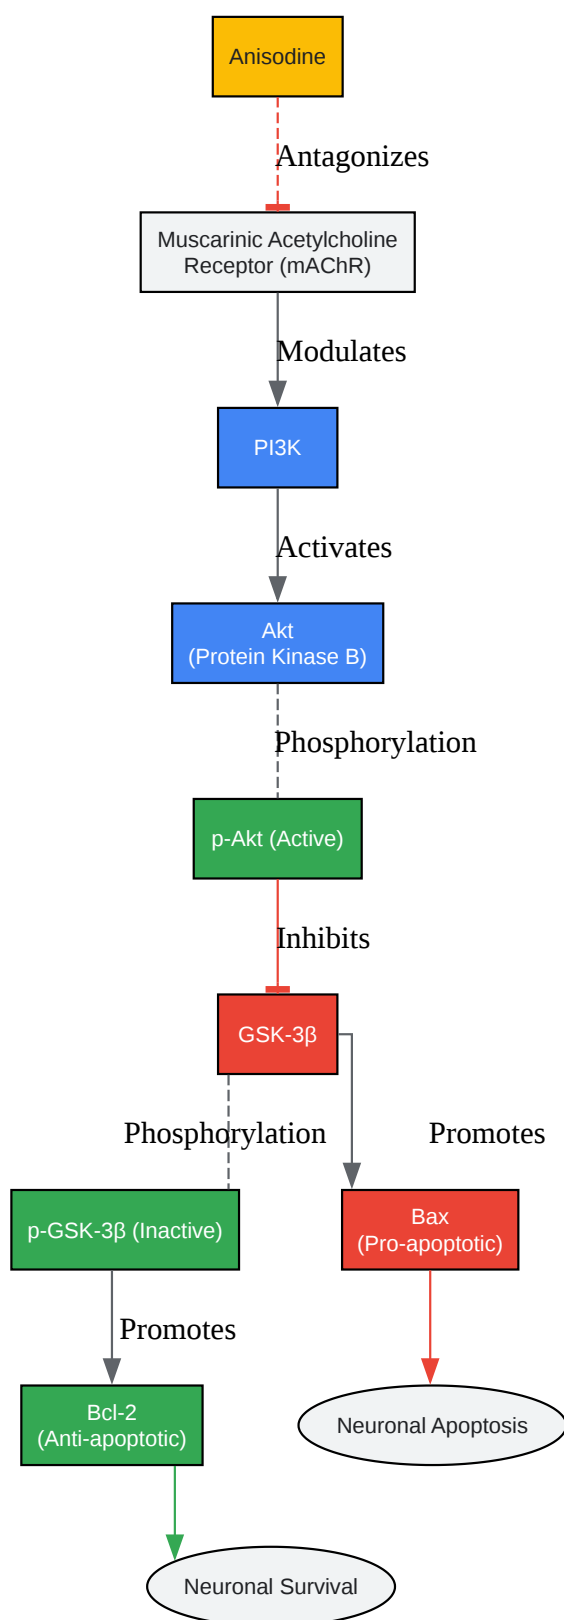 Anisodine
Antagonizes
Muscarinic Acetylcholine
Receptor (mAChR)
Modulates
PI3K
Activates
Akt
(Protein Kinase B)
Phosphorylation
p-Akt (Active)
Inhibits
GSK-3β
Phosphorylation
Promotes
p-GSK-3β (Inactive)
Bax
(Pro-apoptotic)
Promotes
Bcl-2
(Anti-apoptotic)
Neuronal Apoptosis
Neuronal Survival